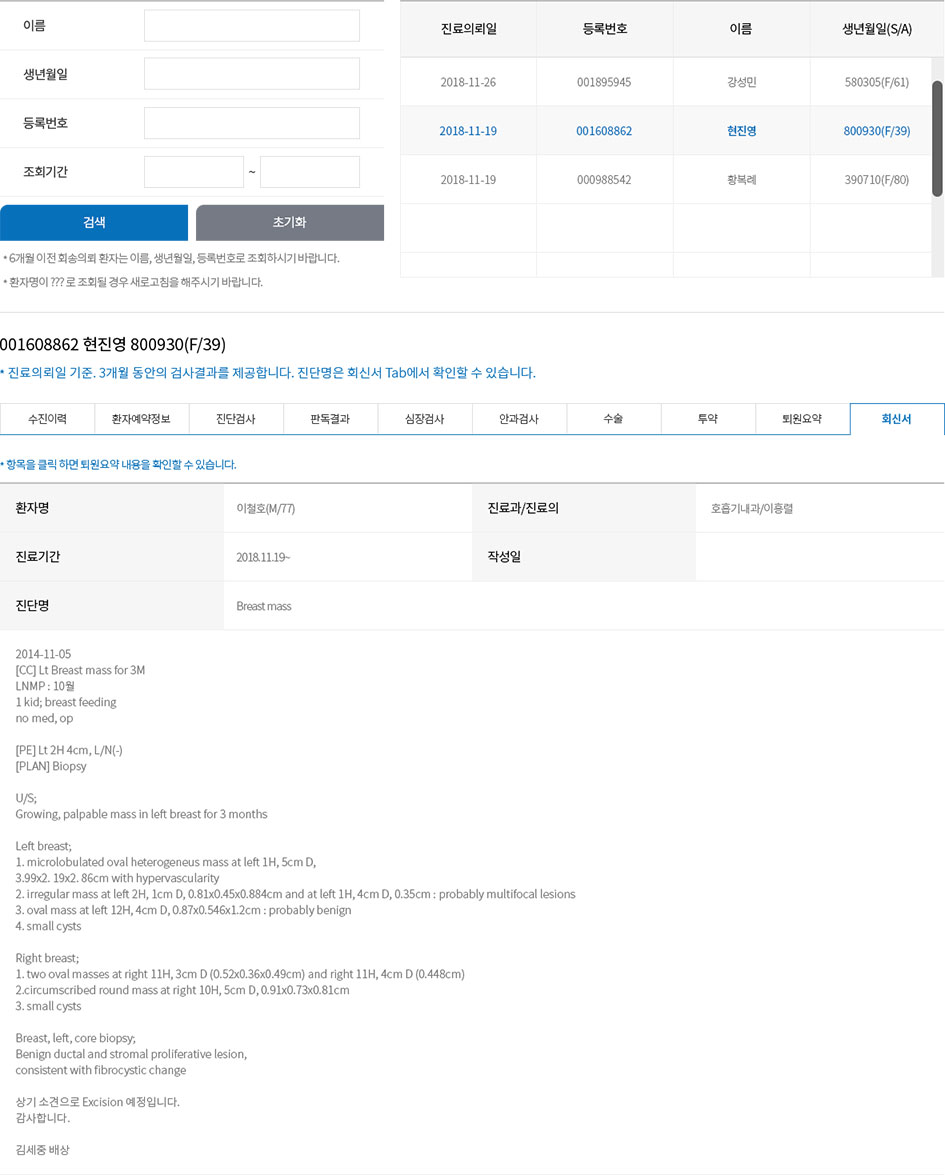 이름
생년월일
등록번호
조회기간 ~
검색 초기화
* 6개월 이전 회송의뢰 환자는 이름, 생년월일, 등록번호로 조회하시기 바랍니다.
* 환자명이 ??? 로 조회될 경우 새로고침을 해주시기 바랍니다.
진료의뢰일 등록번호 이름 생년월일(S/A)
2018-11-26 001895945 강성민 580305(F/61)
2018-11-19 001608862 현진영 800930(F/39)
2018-11-19 000988542 황복례 390710(F/80)
001608862 현진영 800930(F/39)
* 진료의뢰일 기준. 3개월 동안의 검사결과를 제공합니다. 진단명은 회신서 Tab에서 확인할 수 있습니다.
수진이력 환자예약정보 진단검사 판독결과 심장검사 안과검사 수술 투약 퇴원요약 회신서
* 항목을 클릭 하면 퇴원요약 내용을 확인할 수 있습니다.
환자명 이철호(M/77) 진료과/진료의 호흡기내과/이흥렬
진료기간 2018.11.19~ 작성일
진단명 Breast mass
2014-11-05
[CC] Lt Breast mass for 3M
LNMP : 10월
1 kid; breast feeding
no med, op
[PE] Lt 2H 4cm, L/N(-)
[PLAN] Biopsy
U/S;
Growing, palpable mass in left breast for 3 months
Left breast;
1. microlobulated oval heterogeneus mass at left 1H, 5cm D,
3.99x2. 19x2. 86cm with hypervascularity
2. irregular mass at left 2H, 1cm D, 0.81x0.45x0.884cm and at left 1H, 4cm D, 0.35cm : probably multifocal lesions
3. oval mass at left 12H, 4cm D, 0.87x0.546x1.2cm : probably benign
4. small cysts
Right breast;
1. two oval masses at right 11H, 3cm D (0.52x0.36x0.49cm) and right 11H, 4cm D (0.448cm)
2.circumscribed round mass at right 10H, 5cm D, 0.91x0.73x0.81cm
3. small cysts
Breast, left, core biopsy;
Benign ductal and stromal proliferative lesion,
consistent with fibrocystic change
상기 소견으로 Excision 예정입니다.
감사합니다.
김세중 배상